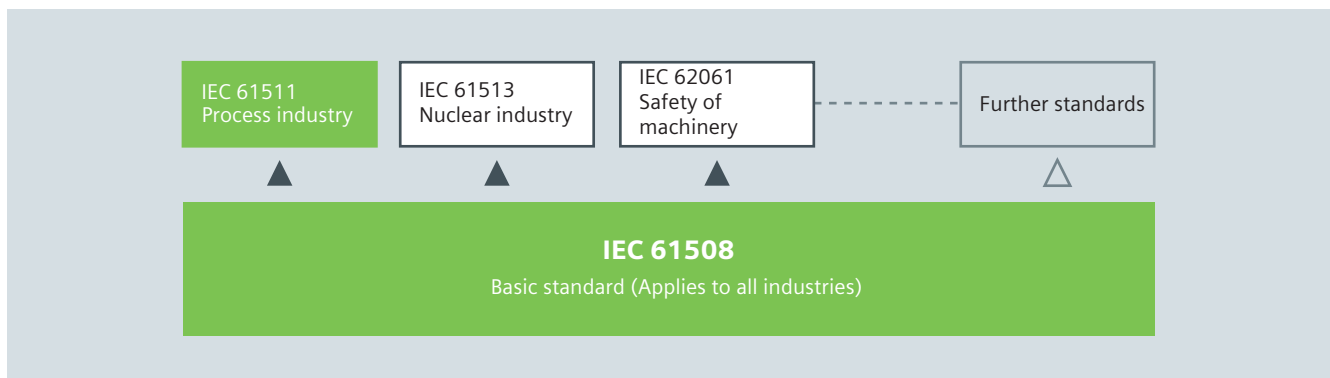 IEC 61511
Process industry
IEC 61513
Nuclear industry
IEC 62061
Safety of
machinery
Further standards
IEC 61508
Basic standard (Applies to all industries)